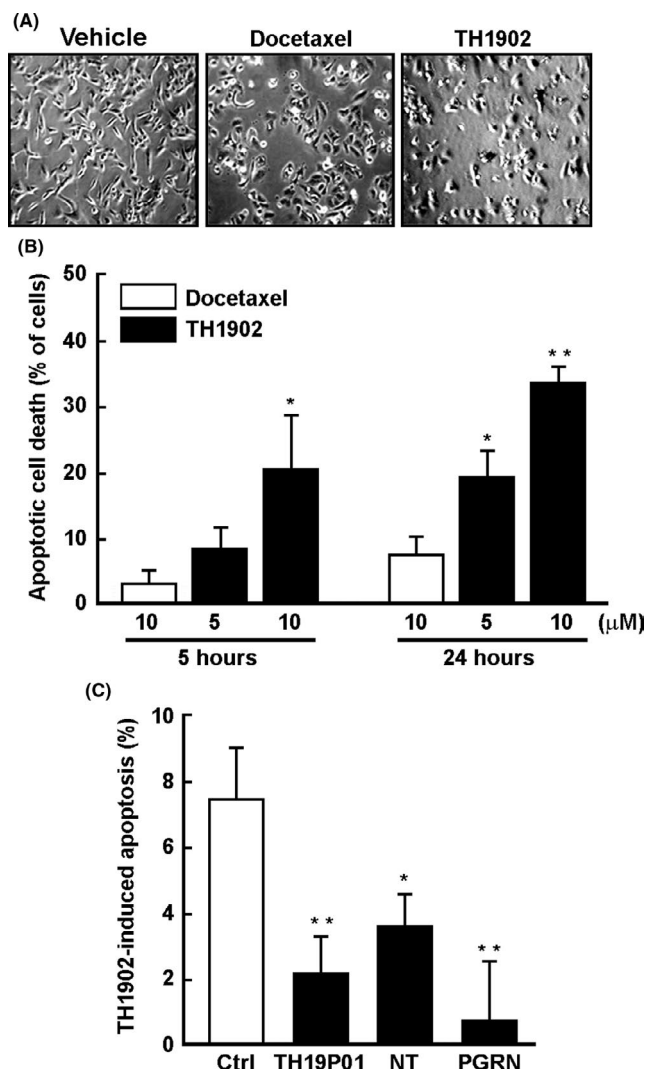 (A)
Vehicle Docetaxel TH1902
(B)
Apoptotic cell death (% of cells)
50
40
30
20
10
0
Docetaxel
TH1902
*
*
**
10 5 10 10 5 10 (μM)
5 hours 24 hours
(C)
TH1902-induced apoptosis (%)
10
8
6
4
2
0
**
*
**
Ctrl TH19P01 NT PGRN